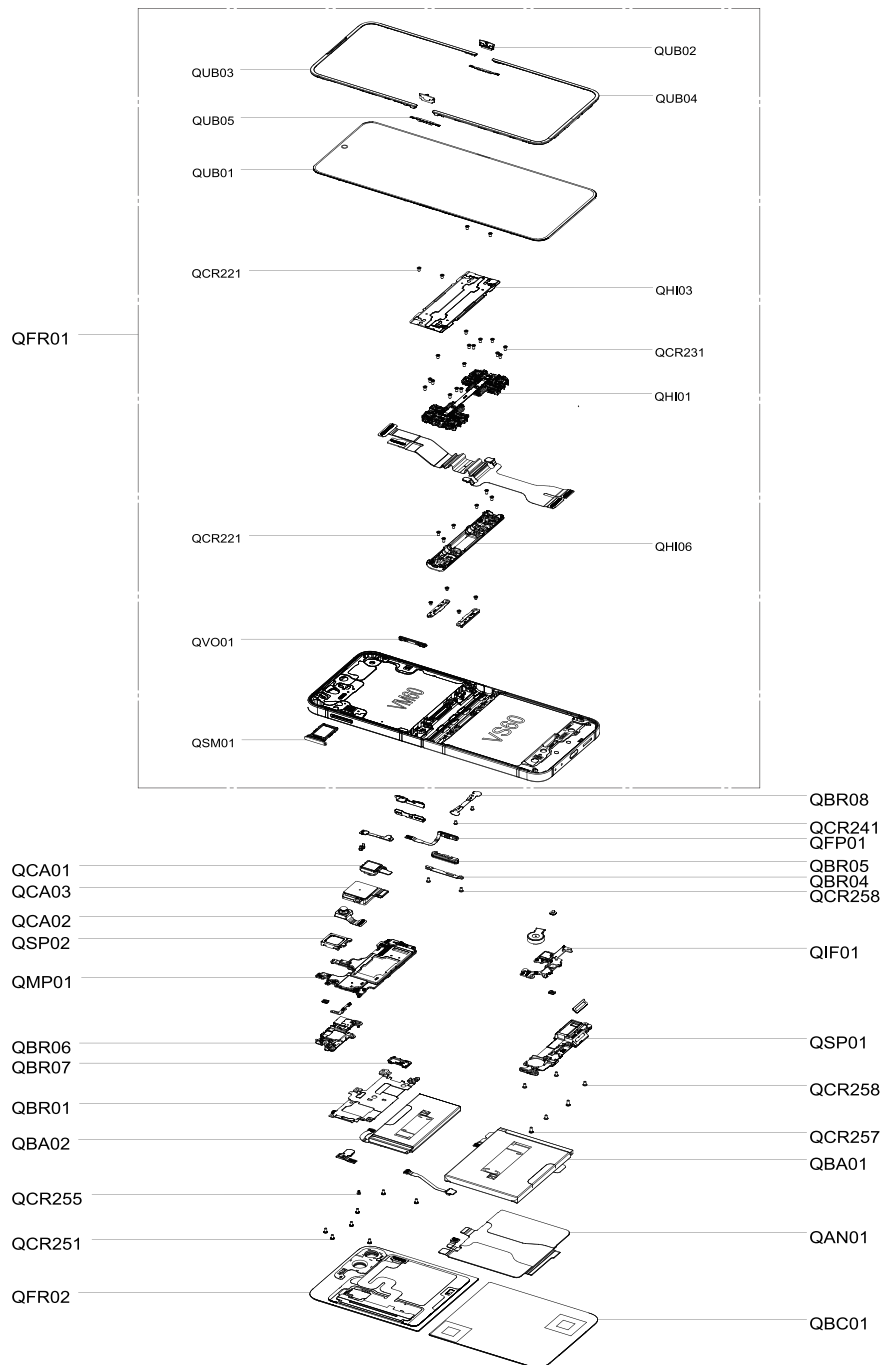 QUB02
QUB03
QUB04
QUB05
QUB01
QCR221
QHI03
QFR01
QCR231
QHI01
QCR221
QHI06
QVO01
VM60
VS60
QSM01
QBR08
QCR241
QFP01
QCA01
QBR05
QBR04
QCA03
QCR258
QCA02
QSP02
QIF01
QMP01
QBR06
QSP01
QBR07
QCR258
QBR01
QCR257
QBA02
QBA01
QCR255
QAN01
QCR251
QFR02
QBC01